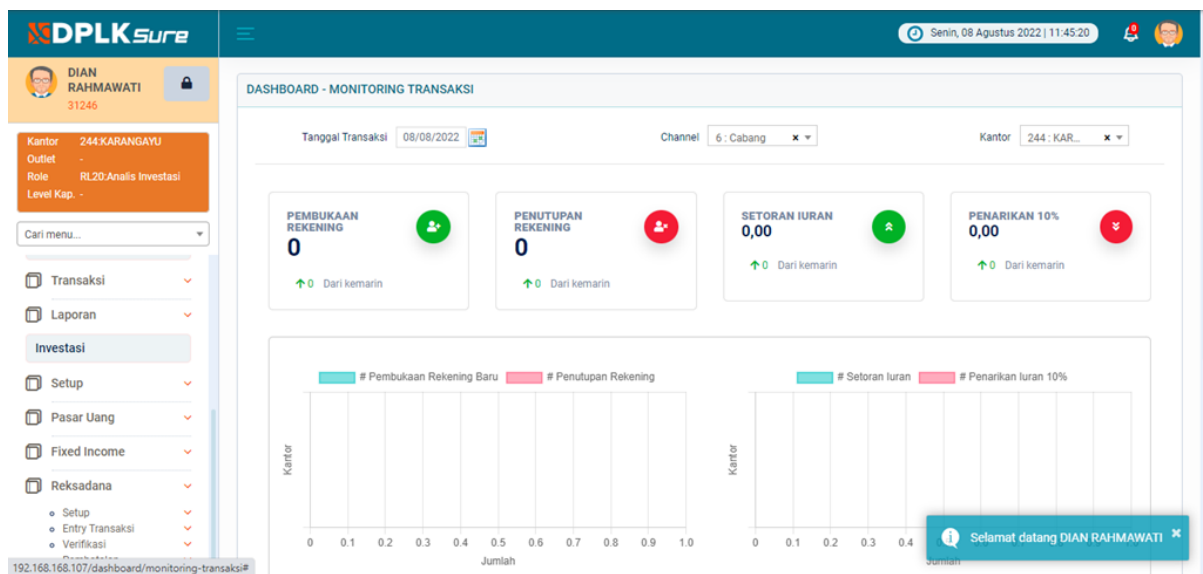 DPLKsure
Senin, 08 Agustus 2022 | 11:45:20
DIAN
RAHMAWATI
31246
Kantor 244:KARANGAYU
Outlet -
Role RL20:Analis Investasi
Level Kap. -
Cari menu...
Transaksi
Laporan
Investasi
Setup
Pasar Uang
Fixed Income
Reksadana
Setup
Entry Transaksi
Verifikasi
192.168.168.107/dashboard/monitoring-transaksi#
DASHBOARD - MONITORING TRANSAKSI
Tanggal Transaksi 08/08/2022
Channel 6 : Cabang × 
Kantor 244 : KAR... ×
PEMBUKAAN
REKENING
0
0 Dari kemarin
PENUTUPAN
REKENING
0
0 Dari kemarin
SETORAN IURAN
0,00
0 Dari kemarin
PENARIKAN 10%
0,00
0 Dari kemarin
# Pembukaan Rekening Baru # Penutupan Rekening
Kantor
0 0.1 0.2 0.3 0.4 0.5 0.6 0.7 0.8 0.9 1.0
Jumlah
# Setoran Iuran # Penarikan Iuran 10%
Kantor
0 0.1 0.2 0.3 0.4
Jumlah
Selamat datang DIAN RAHMAWATI ×